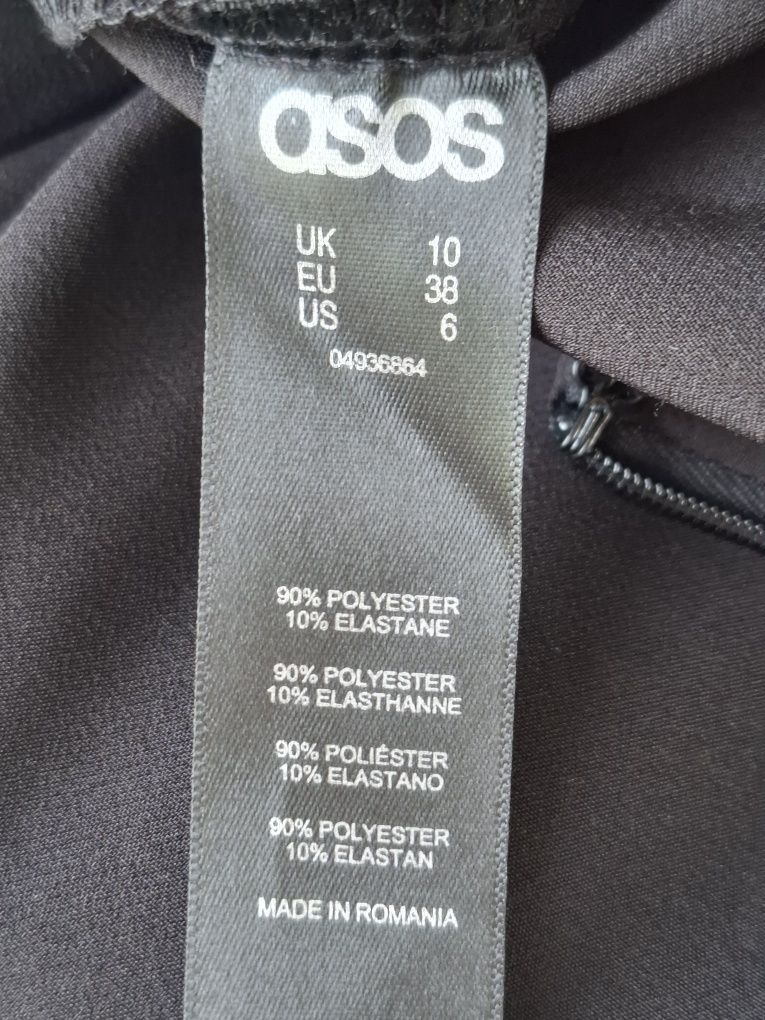 asos
UK 10
EU 38
US 6
04936864
90% POLYESTER
10% ELASTANE
90% POLYESTER
10% ELASTHANNE
90% POLIÉSTER
10% ELASTANO
90% POLYESTER
10% ELASTAN
MADE IN ROMANIA